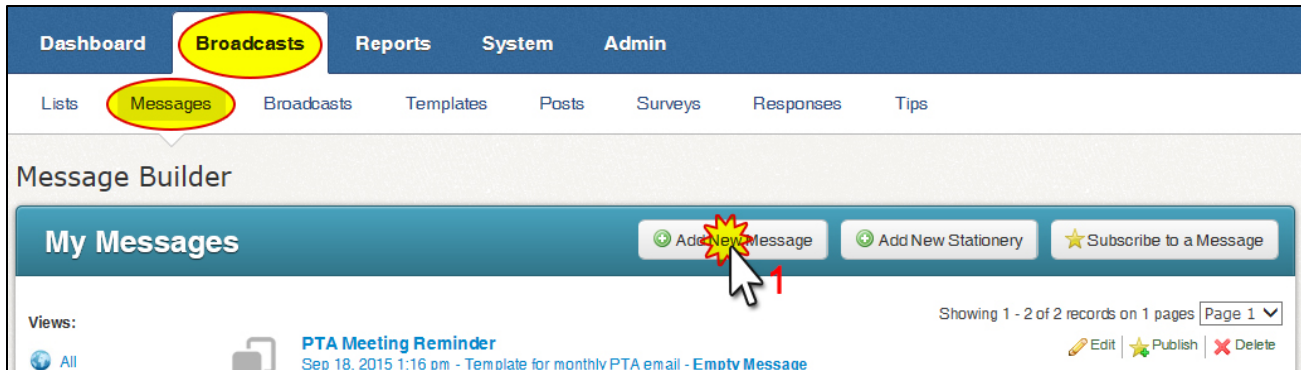 Dashboard Broadcasts Reports System Admin
Lists Messages Broadcasts Templates Posts Surveys Responses Tips
Message Builder
My Messages Add New Message Add New Stationery Subscribe to a Message
1
Showing 1 - 2 of 2 records on 1 pages Page 1
Views:
PTA Meeting Reminder Edit Publish Delete
All Sep 18, 2015 1:16 pm - Template for monthly PTA email - Empty Message